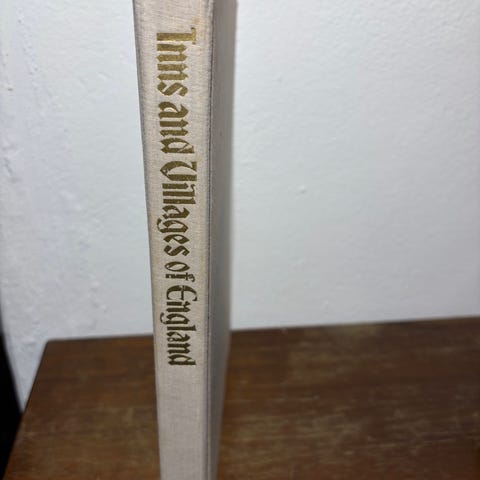 Inns and Villages of England